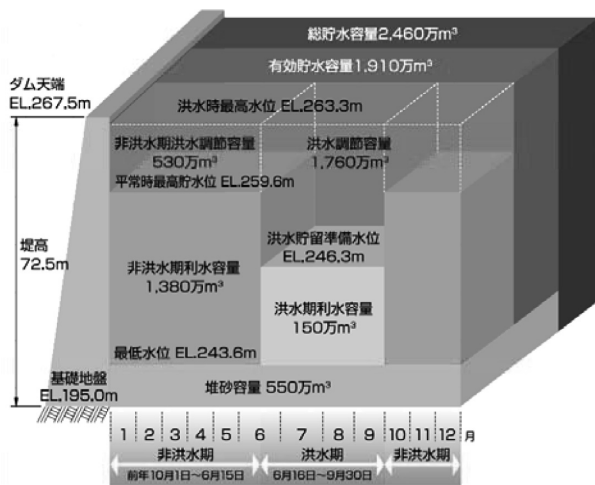 総貯水容量2,460万m³
有効貯水容量1,910万m³
ダム天端
EL.267.5m
洪水時最高水位 EL.263.3m
非洪水期洪水調節容量
530万m³
洪水調節容量
1,760万m³
平常時最高貯水位 EL.259.6m
堤高
72.5m
洪水貯留準備水位
EL.246.3m
非洪水期利水容量
1,380万m³
洪水期利水容量
150万m³
最低水位 EL.243.6m
基礎地盤
EL.195.0m
堆砂容量 550万m³
1 2 3 4 5 6 7 8 9 10 11 12 月
非洪水期 洪水期 非洪水期
前年10月1日~6月15日 6月16日~9月30日